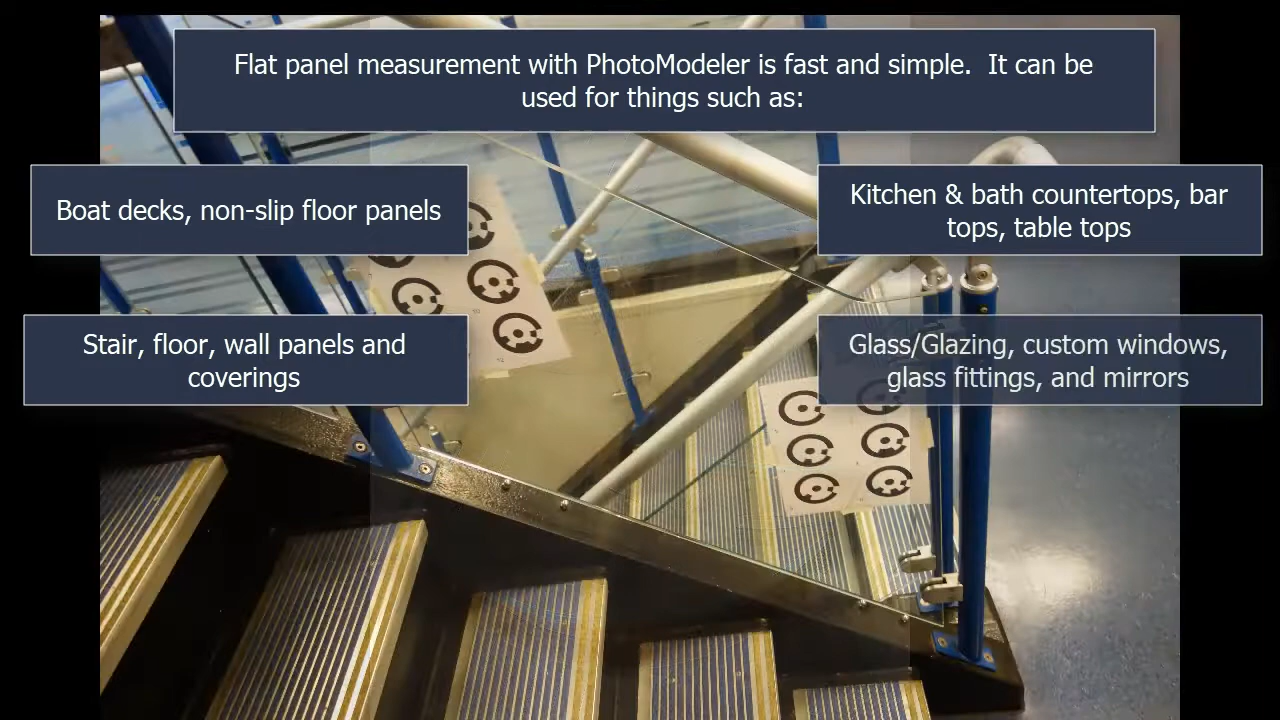 Flat panel measurement with PhotoModeler is fast and simple.  It can be
used for things such as:
Boat decks, non-slip floor panels
Kitchen & bath countertops, bar
tops, table tops
Stair, floor, wall panels and
coverings
Glass/Glazing, custom windows,
glass fittings, and mirrors